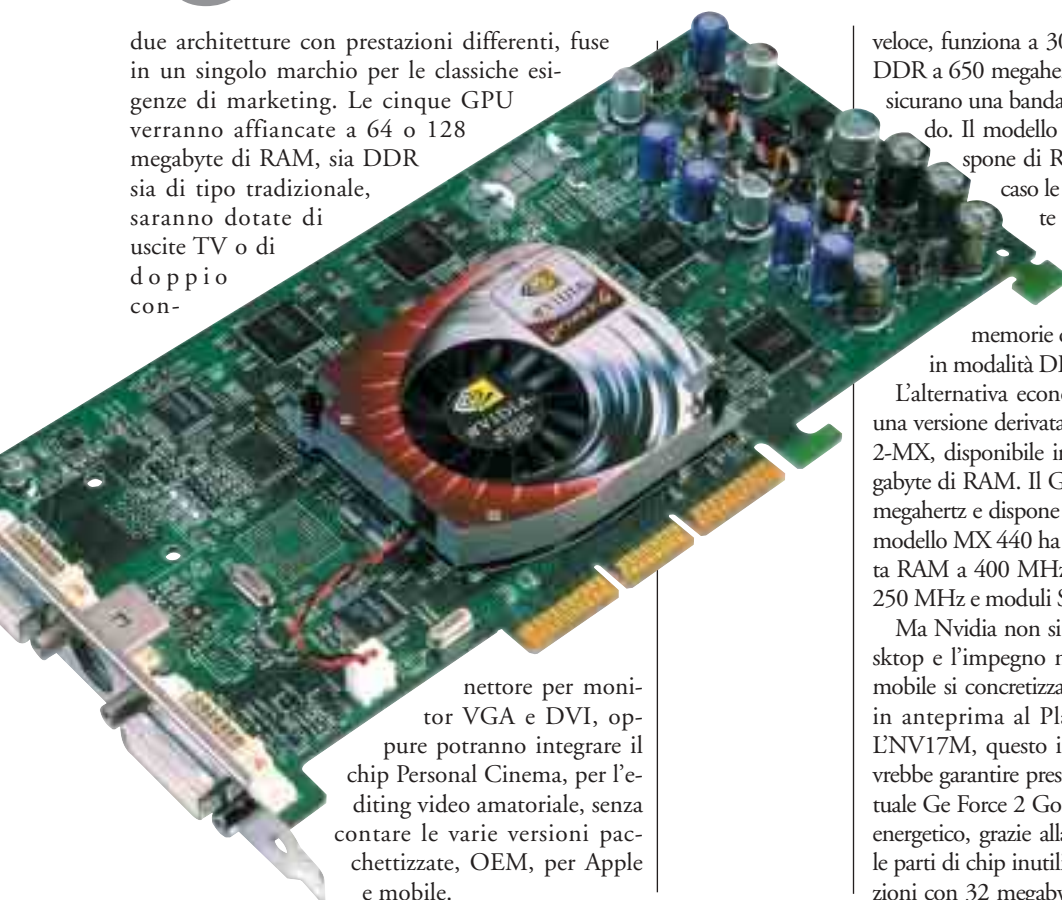 due architetture con prestazioni differenti, fuse
in un singolo marchio per le classiche esi-
genze di marketing. Le cinque GPU
verranno affiancate a 64 o 128
megabyte di RAM, sia DDR
sia di tipo tradizionale,
saranno dotate di
uscite TV o di
doppio
con-
nettore per moni-
tor VGA e DVI, op-
pure potranno integrare il
chip Personal Cinema, per l'e-
diting video amatoriale, senza
contare le varie versioni pac-
chettizzate, OEM, per Apple
e mobile.
veloce, funziona a 30
DDR a 650 megahe
sicurano una banda
do. Il modello
spone di R
caso le
te
memorie
in modalità D
L'alternativa econ
una versione derivata
2-MX, disponibile i
gabyte di RAM. Il G
megahertz e dispone
modello MX 440 ha
ta RAM a 400 MHz
250 MHz e moduli S
Ma Nvidia non si
sktop e l'impegno
mobile si concretizza
in anteprima al Pl
L'NV17M, questo i
vrebbe garantire pres
tuale Ge Force 2 Go
energetico, grazie alla
le parti di chip inutil
zioni con 32 megaby
NVIDIA
NVIDIA